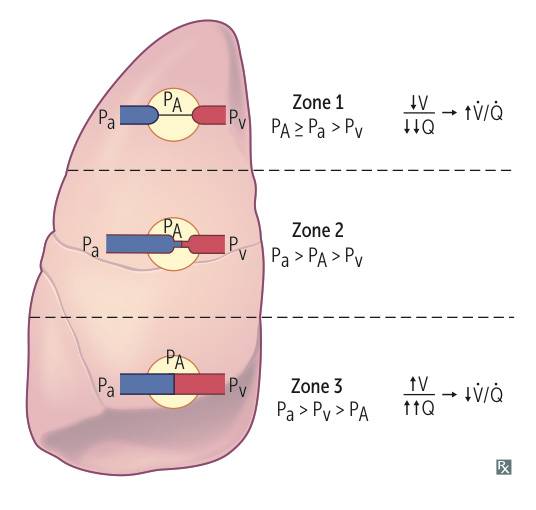 PA
Pa
Pv
Zone 1
PA ≥ Pa > Pv
↓V
↓↓Q
→ ↑V̇/Q̇
PA
Pa
Pv
Zone 2
Pa > PA > Pv
PA
Pa
Pv
Zone 3
Pa > Pv > PA
↑V
↑↑Q
→ ↓V̇/Q̇
RX